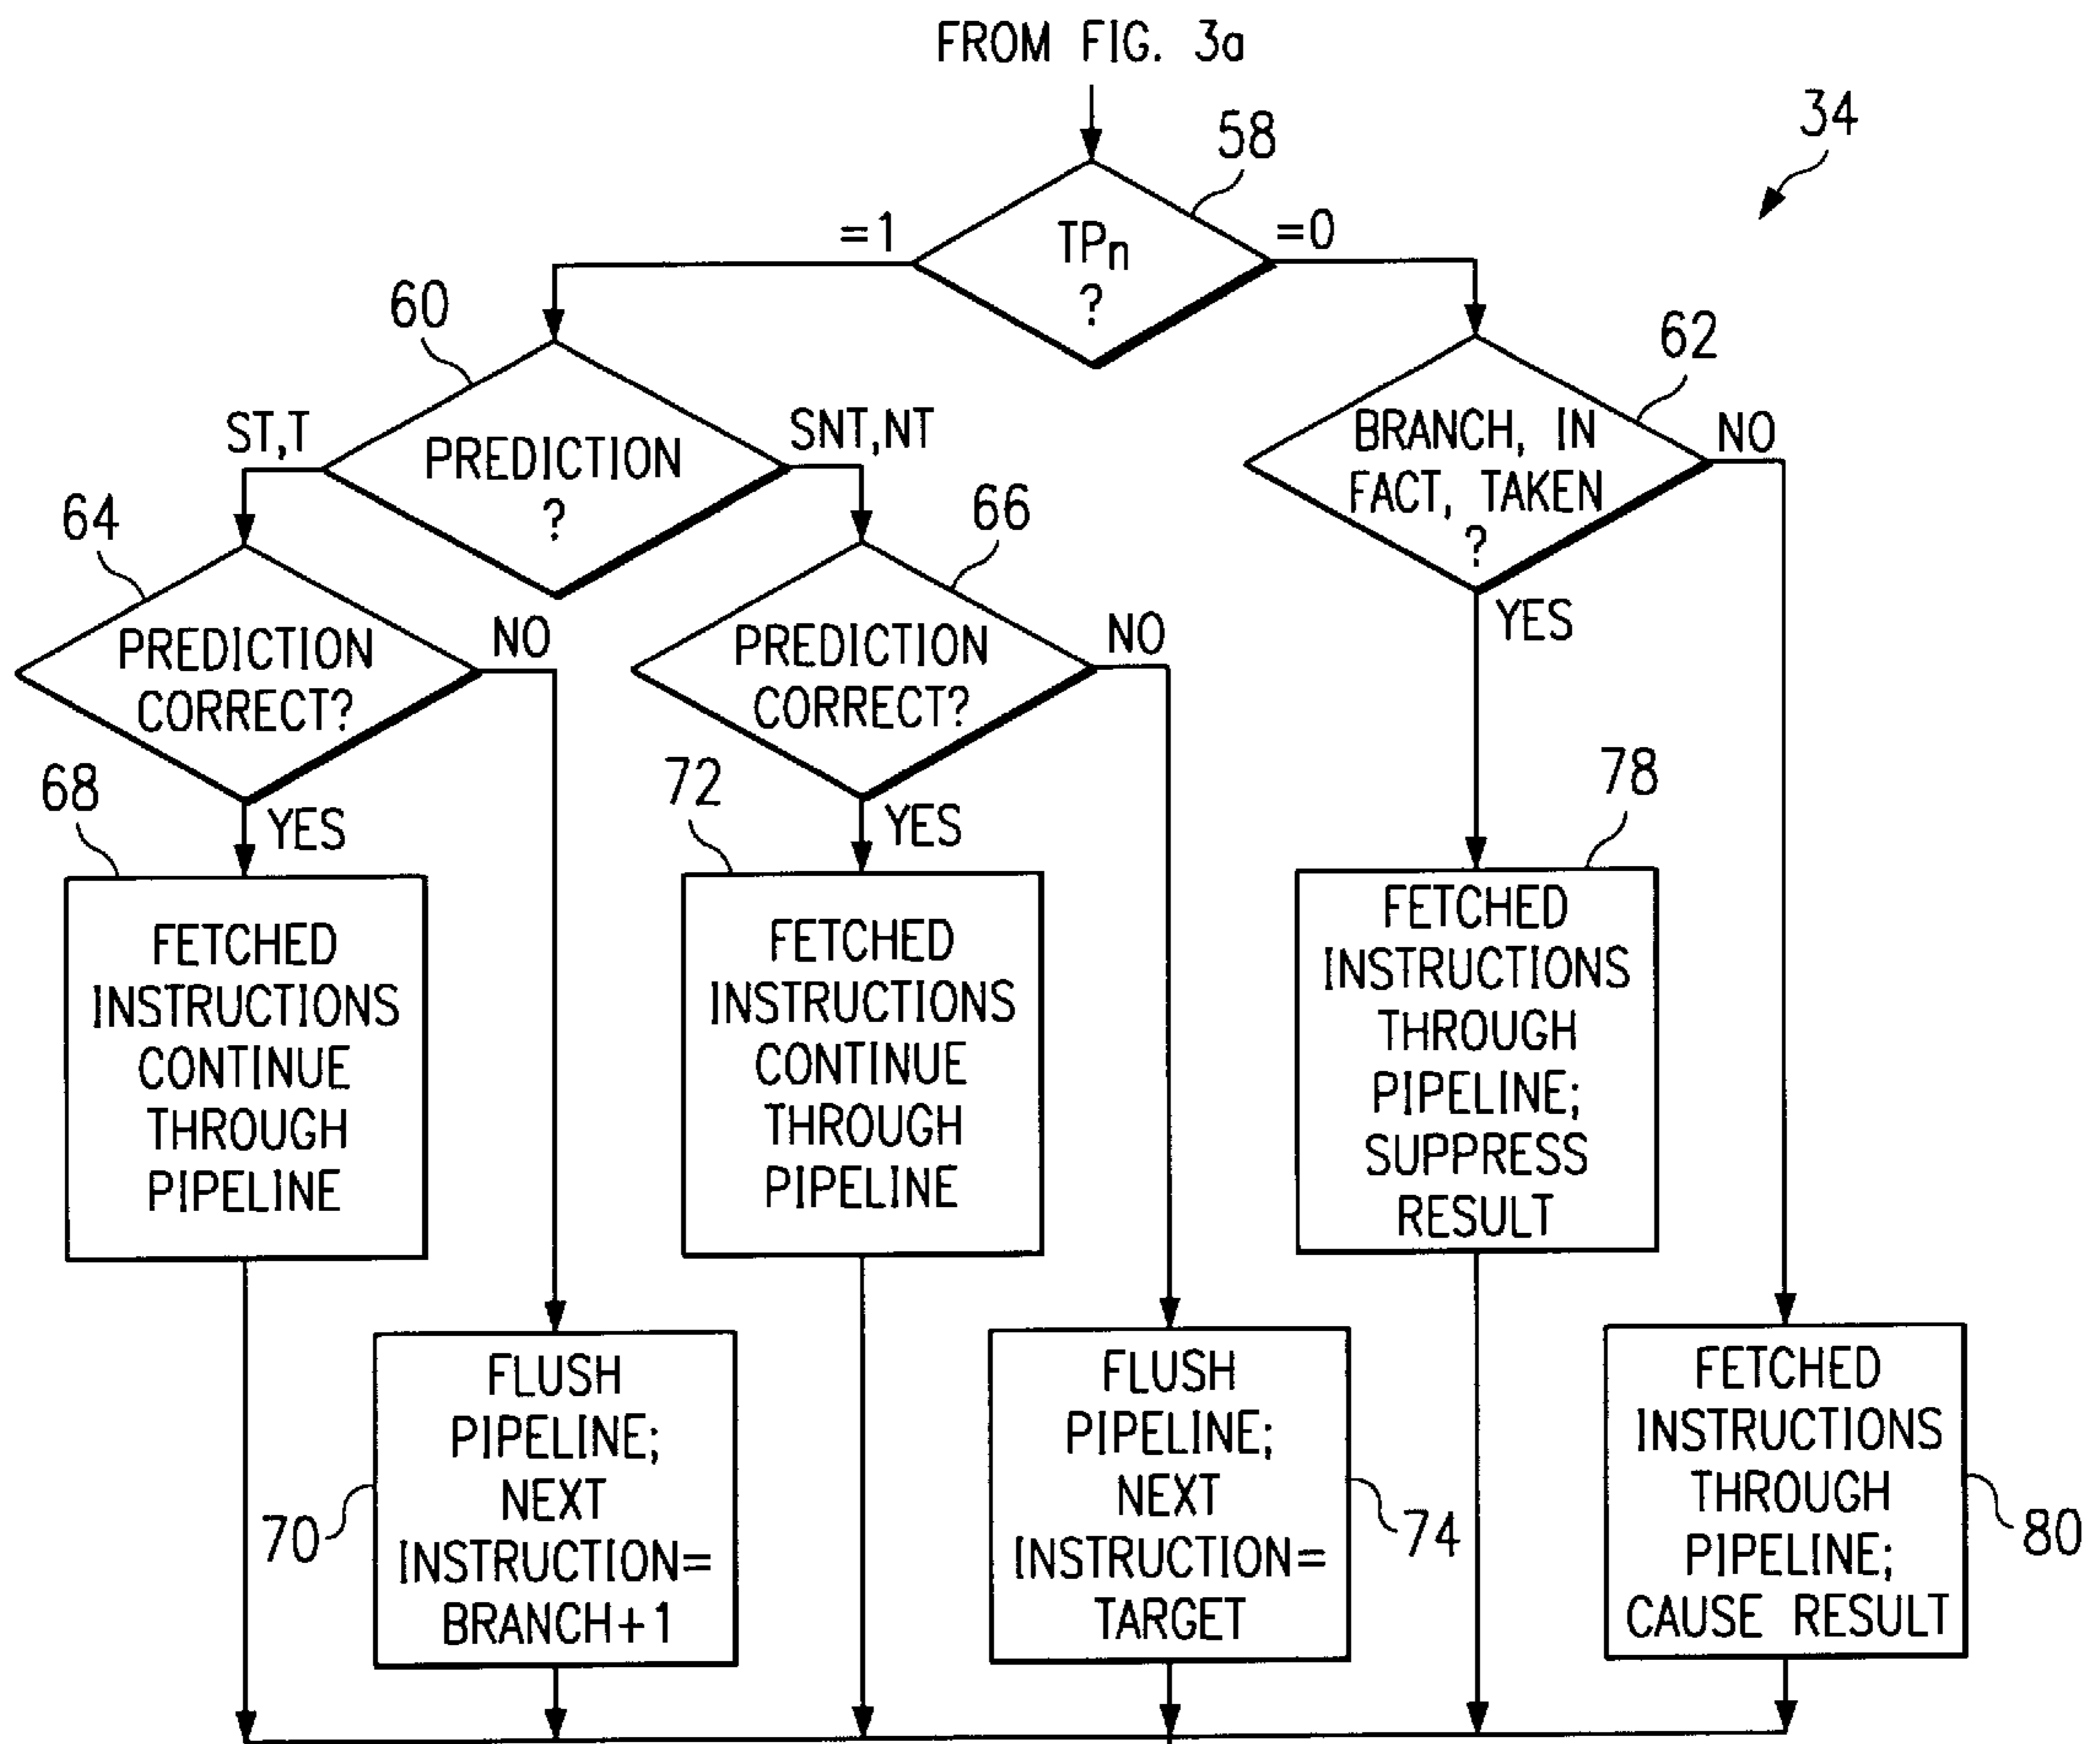 FROM FIG. 3a
34
58
TPn
?
=1
=0
60
PREDICTION
?
ST,T
SNT,NT
62
BRANCH, IN
FACT, TAKEN
?
NO
YES
64
PREDICTION
CORRECT?
NO
YES
66
PREDICTION
CORRECT?
NO
YES
68
FETCHED
INSTRUCTIONS
CONTINUE
THROUGH
PIPELINE
72
FETCHED
INSTRUCTIONS
CONTINUE
THROUGH
PIPELINE
78
FETCHED
INSTRUCTIONS
THROUGH
PIPELINE;
SUPPRESS
RESULT
70
FLUSH
PIPELINE;
NEXT
INSTRUCTION=
BRANCH+1
74
FLUSH
PIPELINE;
NEXT
INSTRUCTION=
TARGET
80
FETCHED
INSTRUCTIONS
THROUGH
PIPELINE;
CAUSE RESULT